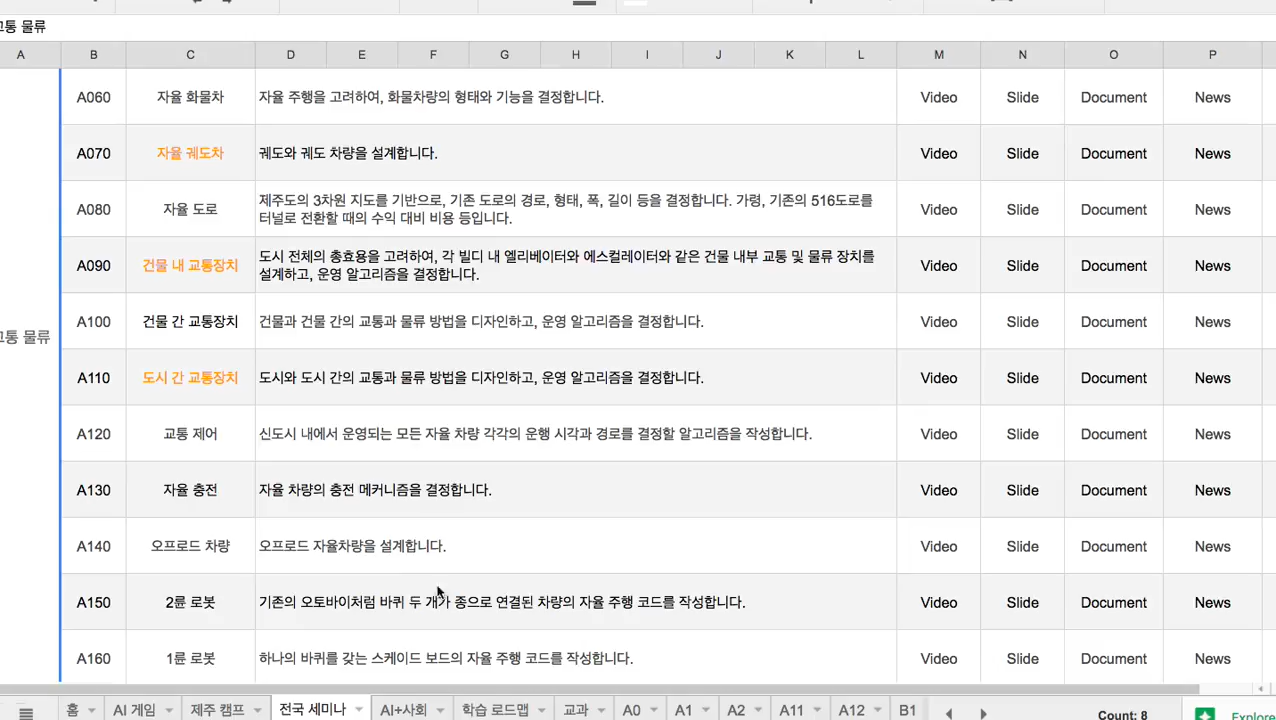 교통 물류
A B C D E F G H I J K L M N O P
A060 자율 화물차 자율 주행을 고려하여, 화물차량의 형태와 기능을 결정합니다. Video Slide Document News
A070 자율 궤도차 궤도와 궤도 차량을 설계합니다. Video Slide Document News
A080 자율 도로 제주도의 3차원 지도를 기반으로, 기존 도로의 경로, 형태, 폭, 길이 등을 결정합니다. 가령, 기존의 516도로를
터널로 전환할 때의 수익 대비 비용 등입니다. Video Slide Document News
A090 건물 내 교통장치 도시 전체의 총효용을 고려하여, 각 빌디 내 엘리베이터와 에스컬레이터와 같은 건물 내부 교통 및 물류 장치를
설계하고, 운영 알고리즘을 결정합니다. Video Slide Document News
A100 건물 간 교통장치 건물과 건물 간의 교통과 물류 방법을 디자인하고, 운영 알고리즘을 결정합니다. Video Slide Document News
교통 물류
A110 도시 간 교통장치 도시와 도시 간의 교통과 물류 방법을 디자인하고, 운영 알고리즘을 결정합니다. Video Slide Document News
A120 교통 제어 신도시 내에서 운영되는 모든 자율 차량 각각의 운행 시각과 경로를 결정할 알고리즘을 작성합니다. Video Slide Document News
A130 자율 충전 자율 차량의 충전 메커니즘을 결정합니다. Video Slide Document News
A140 오프로드 차량 오프로드 자율차량을 설계합니다. Video Slide Document News
A150 2륜 로봇 기존의 오토바이처럼 바퀴 두 개가 종으로 연결된 차량의 자율 주행 코드를 작성합니다. Video Slide Document News
A160 1륜 로봇 하나의 바퀴를 갖는 스케이드 보드의 자율 주행 코드를 작성합니다. Video Slide Document News
홈 AI 게임 제주 캠프 전국 세미나 AI+사회 학습 로드맵 교과 A0 A1 A2 A11 A12 B1 Count: 8 Explore